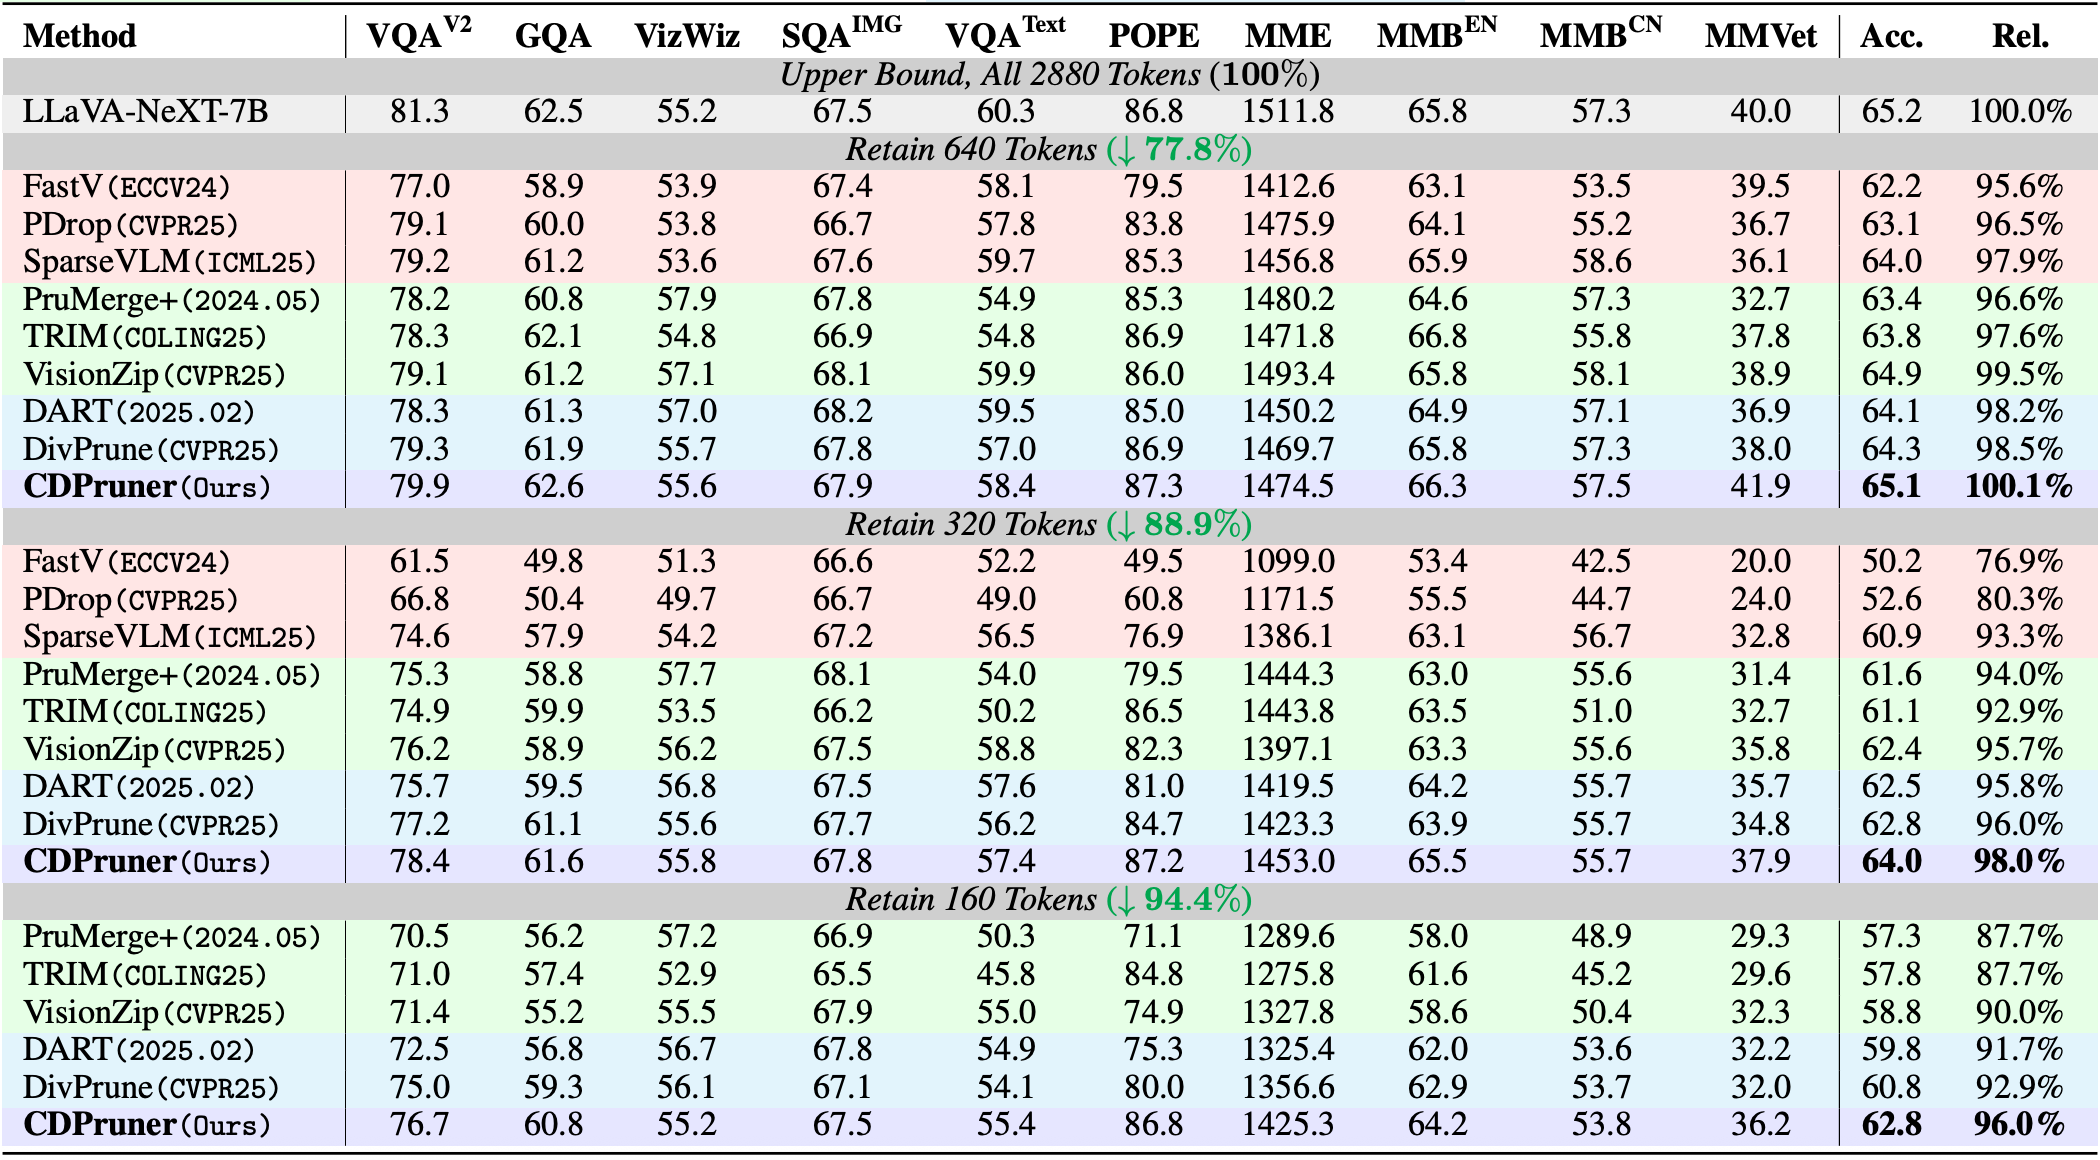 Method VQA^V2 GQA VizWiz SQA^IMG VQA^Text POPE MME MMB^EN MMB^CN MMVet Acc. Rel.
Upper Bound, All 2880 Tokens (100%)
LLaVA-NeXT-7B 81.3 62.5 55.2 67.5 60.3 86.8 1511.8 65.8 57.3 40.0 65.2 100.0%
Retain 640 Tokens (↓ 77.8%)
FastV(ECCV24) 77.0 58.9 53.9 67.4 58.1 79.5 1412.6 63.1 53.5 39.5 62.2 95.6%
PDrop(CVPR25) 79.1 60.0 53.8 66.7 57.8 83.8 1475.9 64.1 55.2 36.7 63.1 96.5%
SparseVLM(ICML25) 79.2 61.2 53.6 67.6 59.7 85.3 1456.8 65.9 58.6 36.1 64.0 97.9%
PruMerge+(2024.05) 78.2 60.8 57.9 67.8 54.9 85.3 1480.2 64.6 57.3 32.7 63.4 96.6%
TRIM(COLING25) 78.3 62.1 54.8 66.9 54.8 86.9 1471.8 66.8 55.8 37.8 63.8 97.6%
VisionZip(CVPR25) 79.1 61.2 57.1 68.1 59.9 86.0 1493.4 65.8 58.1 38.9 64.9 99.5%
DART(2025.02) 78.3 61.3 57.0 68.2 59.5 85.0 1450.2 64.9 57.1 36.9 64.1 98.2%
DivPrune(CVPR25) 79.3 61.9 55.7 67.8 57.0 86.9 1469.7 65.8 57.3 38.0 64.3 98.5%
CDPruner(Ours) 79.9 62.6 55.6 67.9 58.4 87.3 1474.5 66.3 57.5 41.9 65.1 100.1%
Retain 320 Tokens (↓ 88.9%)
FastV(ECCV24) 61.5 49.8 51.3 66.6 52.2 49.5 1099.0 53.4 42.5 20.0 50.2 76.9%
PDrop(CVPR25) 66.8 50.4 49.7 66.7 49.0 60.8 1171.5 55.5 44.7 24.0 52.6 80.3%
SparseVLM(ICML25) 74.6 57.9 54.2 67.2 56.5 76.9 1386.1 63.1 56.7 32.8 60.9 93.3%
PruMerge+(2024.05) 75.3 58.8 57.7 68.1 54.0 79.5 1444.3 63.0 55.6 31.4 61.6 94.0%
TRIM(COLING25) 74.9 59.9 53.5 66.2 50.2 86.5 1443.8 63.5 51.0 32.7 61.1 92.9%
VisionZip(CVPR25) 76.2 58.9 56.2 67.5 58.8 82.3 1397.1 63.3 55.6 35.8 62.4 95.7%
DART(2025.02) 75.7 59.5 56.8 67.5 57.6 81.0 1419.5 64.2 55.7 35.7 62.5 95.8%
DivPrune(CVPR25) 77.2 61.1 55.6 67.7 56.2 84.7 1423.3 63.9 55.7 34.8 62.8 96.0%
CDPruner(Ours) 78.4 61.6 55.8 67.8 57.4 87.2 1453.0 65.5 55.7 37.9 64.0 98.0%
Retain 160 Tokens (↓ 94.4%)
PruMerge+(2024.05) 70.5 56.2 57.2 66.9 50.3 71.1 1289.6 58.0 48.9 29.3 57.3 87.7%
TRIM(COLING25) 71.0 57.4 52.9 65.5 45.8 84.8 1275.8 61.6 45.2 29.6 57.8 87.7%
VisionZip(CVPR25) 71.4 55.2 55.5 67.9 55.0 74.9 1327.8 58.6 50.4 32.3 58.8 90.0%
DART(2025.02) 72.5 56.8 56.7 67.8 54.9 75.3 1325.4 62.0 53.6 32.2 59.8 91.7%
DivPrune(CVPR25) 75.0 59.3 56.1 67.1 54.1 80.0 1356.6 62.9 53.7 32.0 60.8 92.9%
CDPruner(Ours) 76.7 60.8 55.2 67.5 55.4 86.8 1425.3 64.2 53.8 36.2 62.8 96.0%